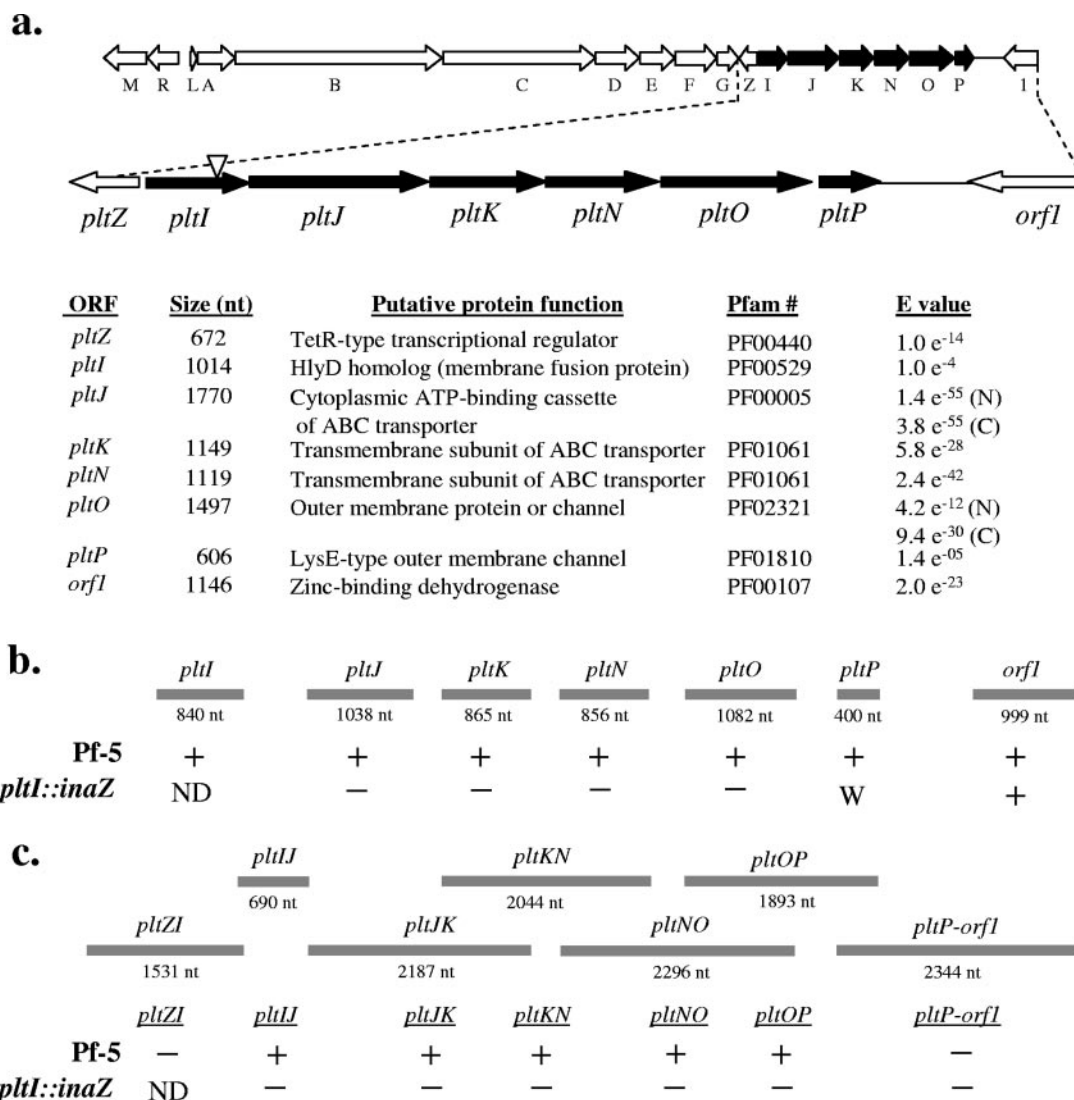 a.
M R L A B C D E F G Z I J K N O P 1
pltZ pltI pltJ pltK pltN pltO pltP orf1
ORF Size (nt) Putative protein function Pfam # E value
pltZ 672 TetR-type transcriptional regulator PF00440 1.0 e-14
pltI 1014 HlyD homolog (membrane fusion protein) PF00529 1.0 e-4
pltJ 1770 Cytoplasmic ATP-binding cassette PF00005 1.4 e-55 (N)
of ABC transporter 3.8 e-55 (C)
pltK 1149 Transmembrane subunit of ABC transporter PF01061 5.8 e-28
pltN 1119 Transmembrane subunit of ABC transporter PF01061 2.4 e-42
pltO 1497 Outer membrane protein or channel PF02321 4.2 e-12 (N)
9.4 e-30 (C)
pltP 606 LysE-type outer membrane channel PF01810 1.4 e-05
orf1 1146 Zinc-binding dehydrogenase PF00107 2.0 e-23
b.
pltI pltJ pltK pltN pltO pltP orf1
840 nt 1038 nt 865 nt 856 nt 1082 nt 400 nt 999 nt
Pf-5 + + + + + + +
pltI::inaZ ND − − − − W +
c.
pltIJ pltKN pltOP
690 nt 2044 nt 1893 nt
pltZI pltJK pltNO pltP-orf1
1531 nt 2187 nt 2296 nt 2344 nt
pltZI pltIJ pltJK pltKN pltNO pltOP pltP-orf1
Pf-5 − + + + + + −
pltI::inaZ ND − − − − − −